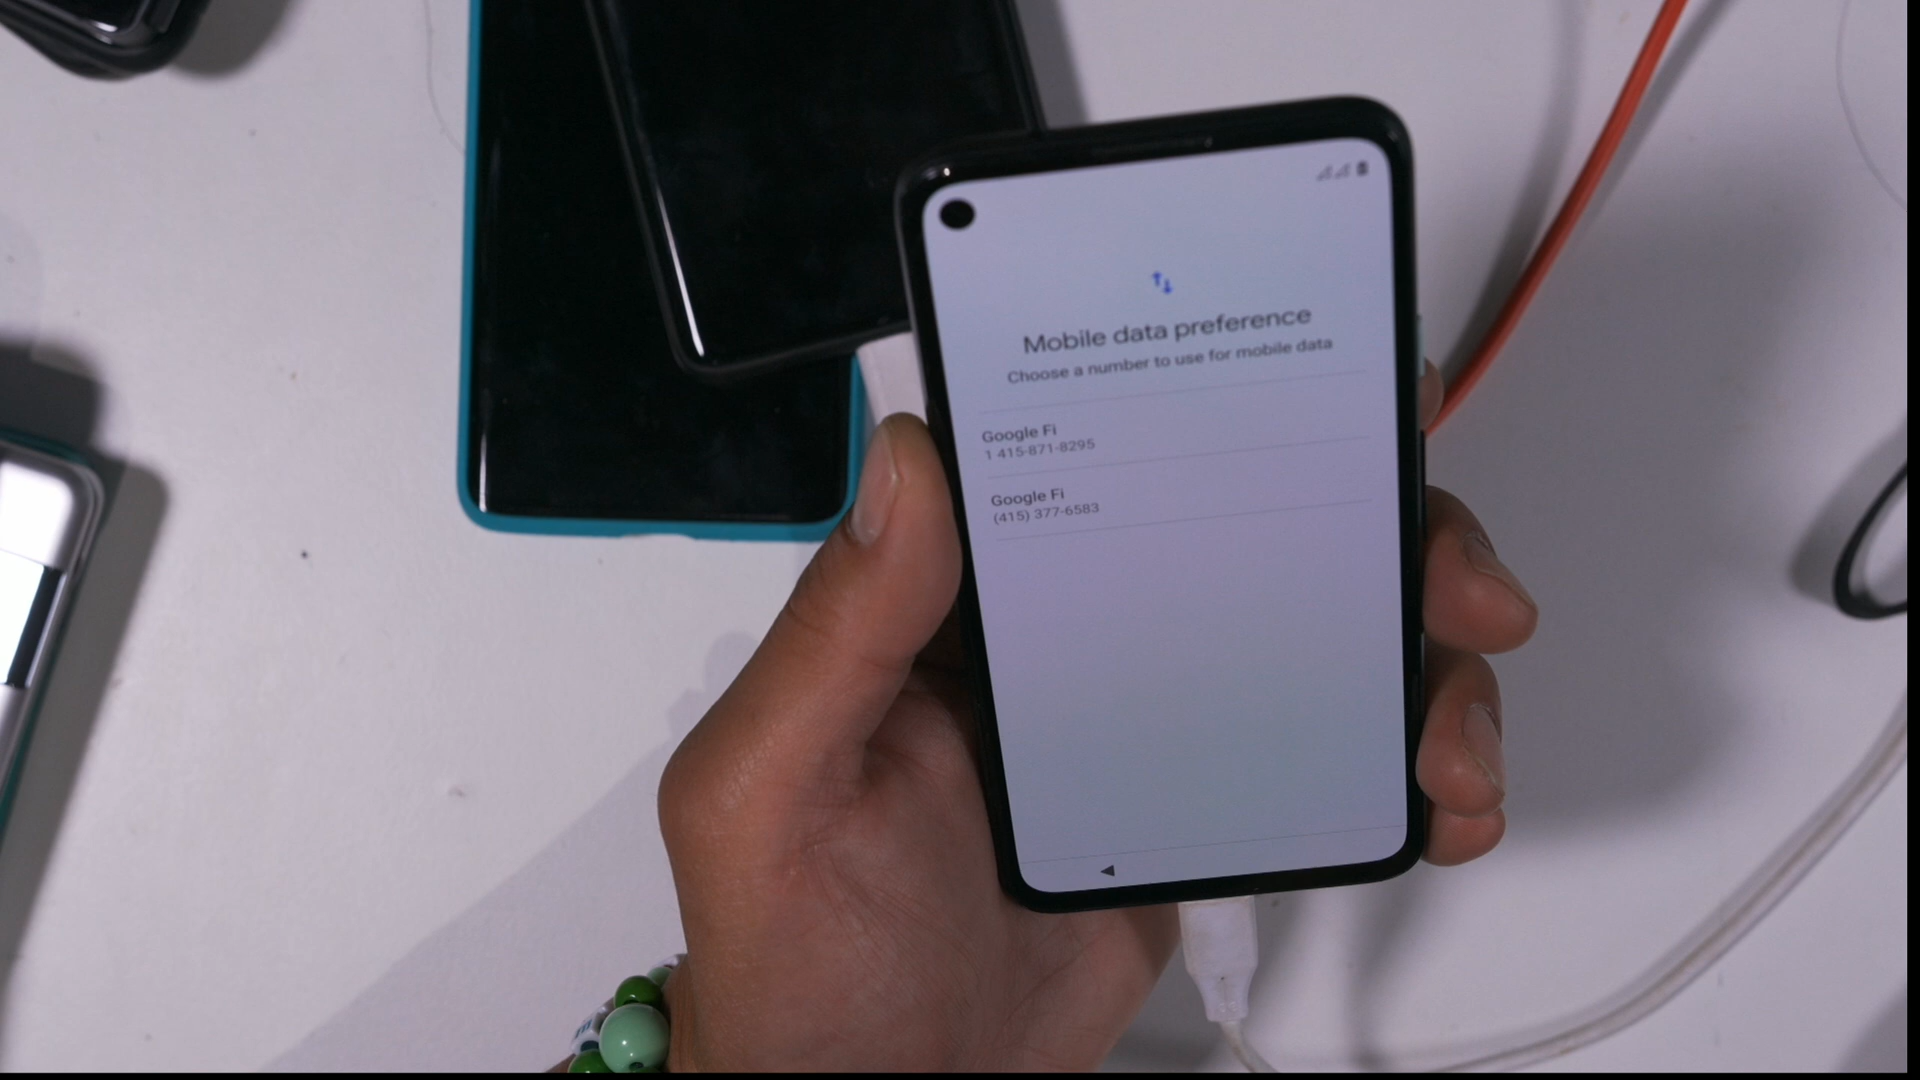 Mobile data preference
Choose a number to use for mobile data
Google Fi
1 415-871-8295
Google Fi
(415) 377-6583